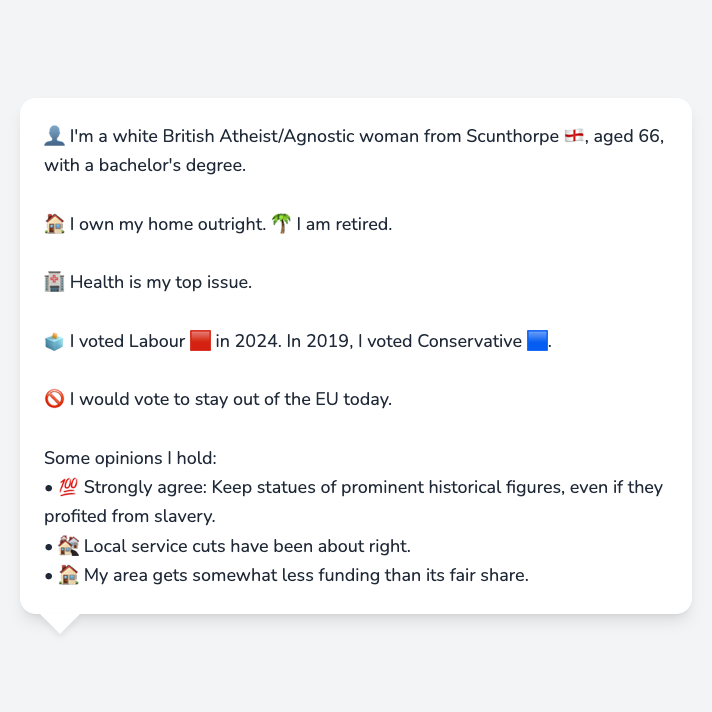 👤 I'm a white British Atheist/Agnostic woman from Scunthorpe 🏴󠁧󠁢󠁥󠁮󠁧󠁿, aged 66,
with a bachelor's degree.
🏠 I own my home outright. 🌴 I am retired.
🏥 Health is my top issue.
🗳️ I voted Labour 🟥 in 2024. In 2019, I voted Conservative 🟦.
🚫 I would vote to stay out of the EU today.
Some opinions I hold:
• 💯 Strongly agree: Keep statues of prominent historical figures, even if they
profited from slavery.
• 🏘️ Local service cuts have been about right.
• 🏠 My area gets somewhat less funding than its fair share.